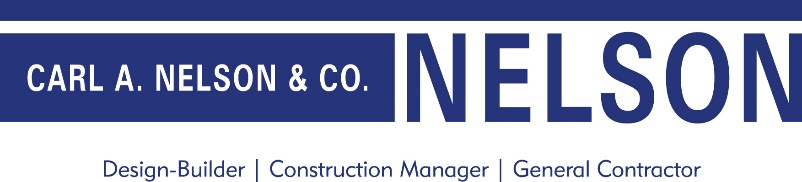 CARL A. NELSON & CO. NELSON
Design-Builder | Construction Manager | General Contractor